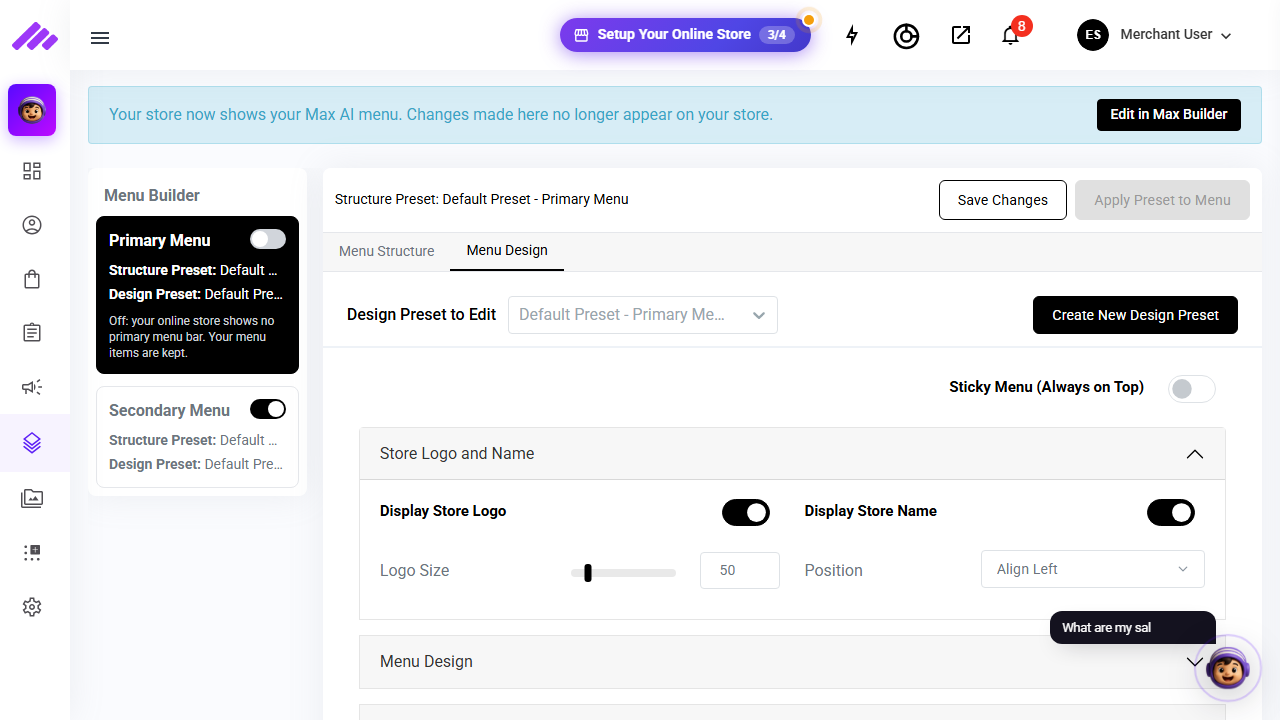 Setup Your Online Store 3/4
8
ES
Merchant User
Your store now shows your Max AI menu. Changes made here no longer appear on your store.
Edit in Max Builder
Menu Builder
Primary Menu
Structure Preset: Default ...
Design Preset: Default Pre...
Off: your online store shows no
primary menu bar. Your menu
items are kept.
Secondary Menu
Structure Preset: Default ...
Design Preset: Default Pre...
Structure Preset: Default Preset - Primary Menu
Save Changes
Apply Preset to Menu
Menu Structure
Menu Design
Design Preset to Edit
Default Preset - Primary Me...
Create New Design Preset
Sticky Menu (Always on Top)
Store Logo and Name
Display Store Logo
Display Store Name
Logo Size
50
Position
Align Left
What are my sal
Menu Design